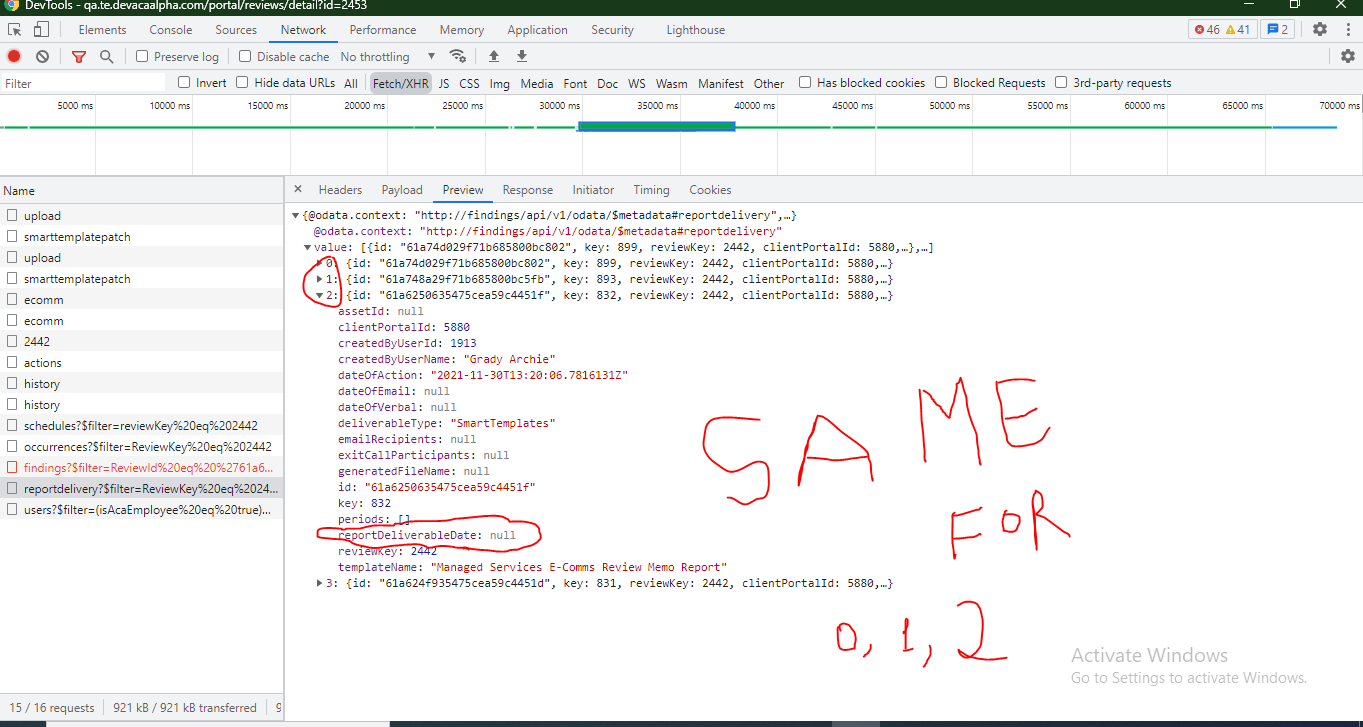 DevTools - qa.te.devacaalpha.com/portal/reviews/detail?id=2453
Elements Console Sources Network Performance Memory Application Security Lighthouse 46 41 2
Preserve log Disable cache No throttling
Filter Invert Hide data URLs All Fetch/XHR JS CSS Img Media Font Doc WS Wasm Manifest Other Has blocked cookies Blocked Requests 3rd-party requests
5000 ms 10000 ms 15000 ms 20000 ms 25000 ms 30000 ms 35000 ms 40000 ms 45000 ms 50000 ms 55000 ms 60000 ms 65000 ms 70000 ms
Name
upload
smarttemplatepatch
upload
smarttemplatepatch
ecomm
ecomm
2442
actions
history
history
schedules?$filter=reviewKey%20eq%202442
occurrences?$filter=ReviewKey%20eq%202442
findings?$filter=ReviewId%20eq%20%2761a6...
reportdelivery?$filter=ReviewKey%20eq%2024...
users?$filter=(isAcaEmployee%20eq%20true)...
15 / 16 requests 921 kB / 921 kB transferred 9
× Headers Payload Preview Response Initiator Timing Cookies
{@odata.context: "http://findings/api/v1/odata/$metadata#reportdelivery",…}
@odata.context: "http://findings/api/v1/odata/$metadata#reportdelivery"
value: [{id: "61a74d029f71b685800bc802", key: 899, reviewKey: 2442, clientPortalId: 5880,…},…]
0: {id: "61a74d029f71b685800bc802", key: 899, reviewKey: 2442, clientPortalId: 5880,…}
1: {id: "61a748a29f71b685800bc5fb", key: 893, reviewKey: 2442, clientPortalId: 5880,…}
2: {id: "61a6250635475cea59c4451f", key: 832, reviewKey: 2442, clientPortalId: 5880,…}
assetId: null
clientPortalId: 5880
createdByUserId: 1913
createdByUserName: "Grady Archie"
dateOfAction: "2021-11-30T13:20:06.7816131Z"
dateOfEmail: null
dateOfVerbal: null
deliverableType: "SmartTemplates"
emailRecipients: null
exitCallParticipants: null
generatedFileName: null
id: "61a6250635475cea59c4451f"
key: 832
periods: []
reportDeliverableDate: null
reviewKey: 2442
templateName: "Managed Services E-Comms Review Memo Report"
3: {id: "61a624f935475cea59c4451d", key: 831, reviewKey: 2442, clientPortalId: 5880,…}
SAME
FOR
0, 1, 2
Activate Windows
Go to Settings to activate Windows.